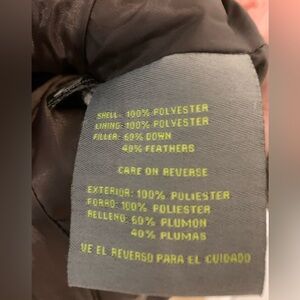 SHELL: 100% POLYESTER
LINING: 100% POLYESTER
FILLER: 60% DOWN
40% FEATHERS
CARE ON REVERSE
EXTERIOR: 100% POLIESTER
FORRO: 100% POLIESTER
RELLENO: 60% PLUMON
40% PLUMAS
VE EL REVERSO PARA EL CUIDADO